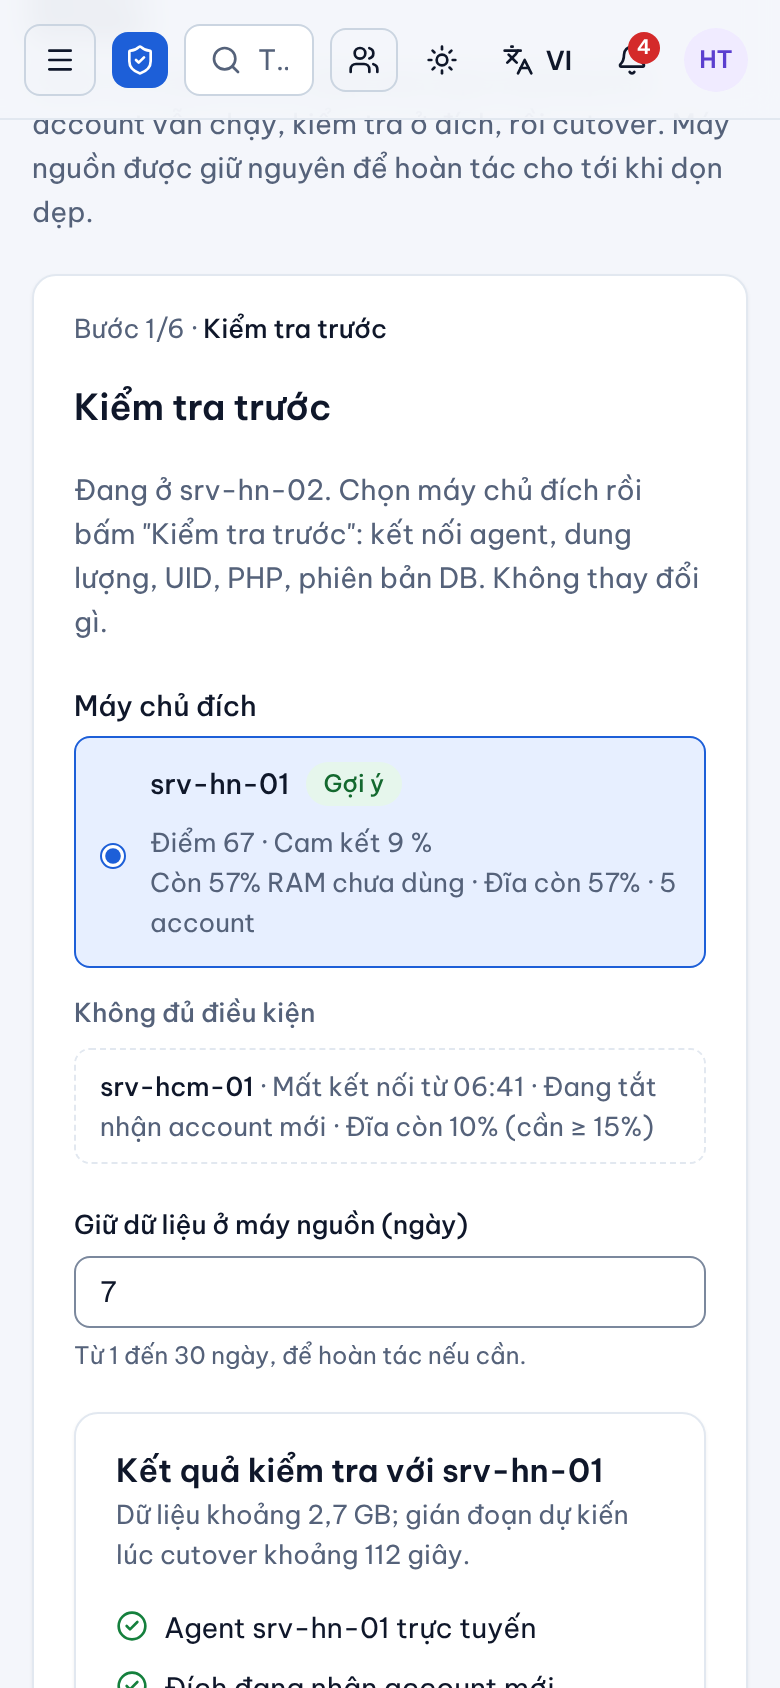 T..
VI
4
HT
account vẫn chạy, kiểm tra ở đích, rồi cutover. Máy
nguồn được giữ nguyên để hoàn tác cho tới khi dọn
dẹp.
Bước 1/6 · Kiểm tra trước
Kiểm tra trước
Đang ở srv-hn-02. Chọn máy chủ đích rồi
bấm "Kiểm tra trước": kết nối agent, dung
lượng, UID, PHP, phiên bản DB. Không thay đổi
gì.
Máy chủ đích
srv-hn-01 Gợi ý
Điểm 67 · Cam kết 9 %
Còn 57% RAM chưa dùng · Đĩa còn 57% · 5
account
Không đủ điều kiện
srv-hcm-01 · Mất kết nối từ 06:41 · Đang tắt
nhận account mới · Đĩa còn 10% (cần ≥ 15%)
Giữ dữ liệu ở máy nguồn (ngày)
7
Từ 1 đến 30 ngày, để hoàn tác nếu cần.
Kết quả kiểm tra với srv-hn-01
Dữ liệu khoảng 2,7 GB; gián đoạn dự kiến
lúc cutover khoảng 112 giây.
Agent srv-hn-01 trực tuyến
Đích đang nhận account mới